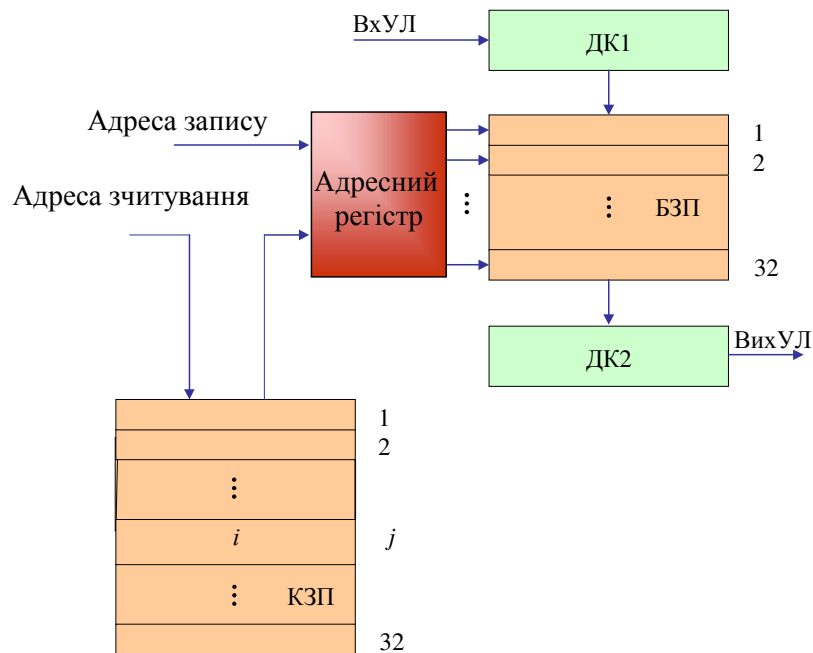 ВхУЛ
ДК1
Адреса запису
Адреса зчитування
Адресний
регістр
1
2
БЗП
32
ДК2
ВихУЛ
1
2
i
j
КЗП
32